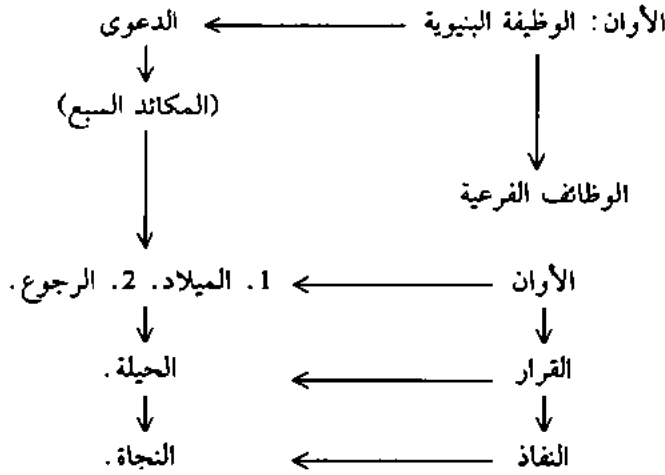 الأوان: الوظيفة البنيوية
الدعوى
(المكائد السبع)
الوظائف الفرعية
الأوان
1. الميلاد. 2. الرجوع.
القرار
الحيلة.
النفاذ
النجاة.